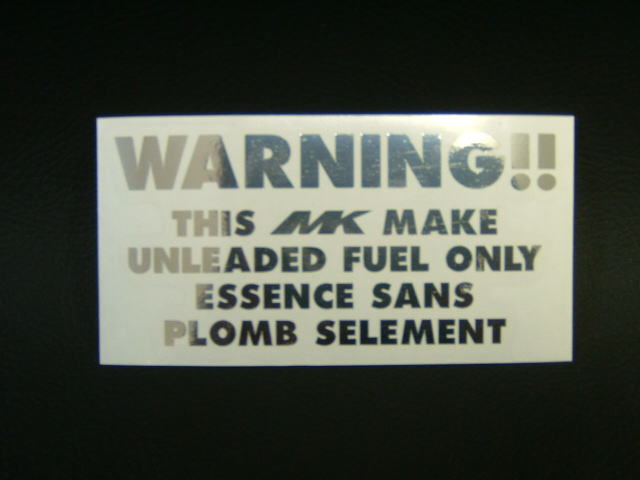 WARNING!!
THIS MK MAKE
UNLEADED FUEL ONLY
ESSENCE SANS
PLOMB SELEMENT